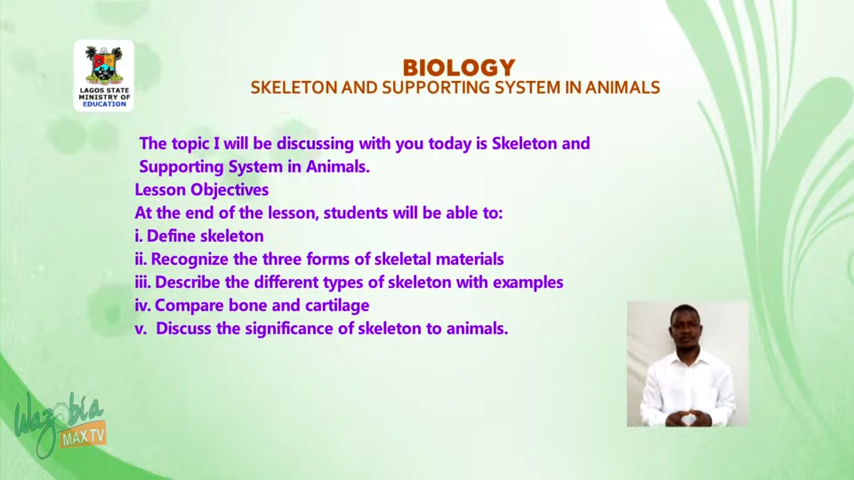 LAGOS STATE
MINISTRY OF
EDUCATION
BIOLOGY
SKELETON AND SUPPORTING SYSTEM IN ANIMALS
The topic I will be discussing with you today is Skeleton and
Supporting System in Animals.
Lesson Objectives
At the end of the lesson, students will be able to:
i. Define skeleton
ii. Recognize the three forms of skeletal materials
iii. Describe the different types of skeleton with examples
iv. Compare bone and cartilage
v. Discuss the significance of skeleton to animals.
Wazobia
MAX TV